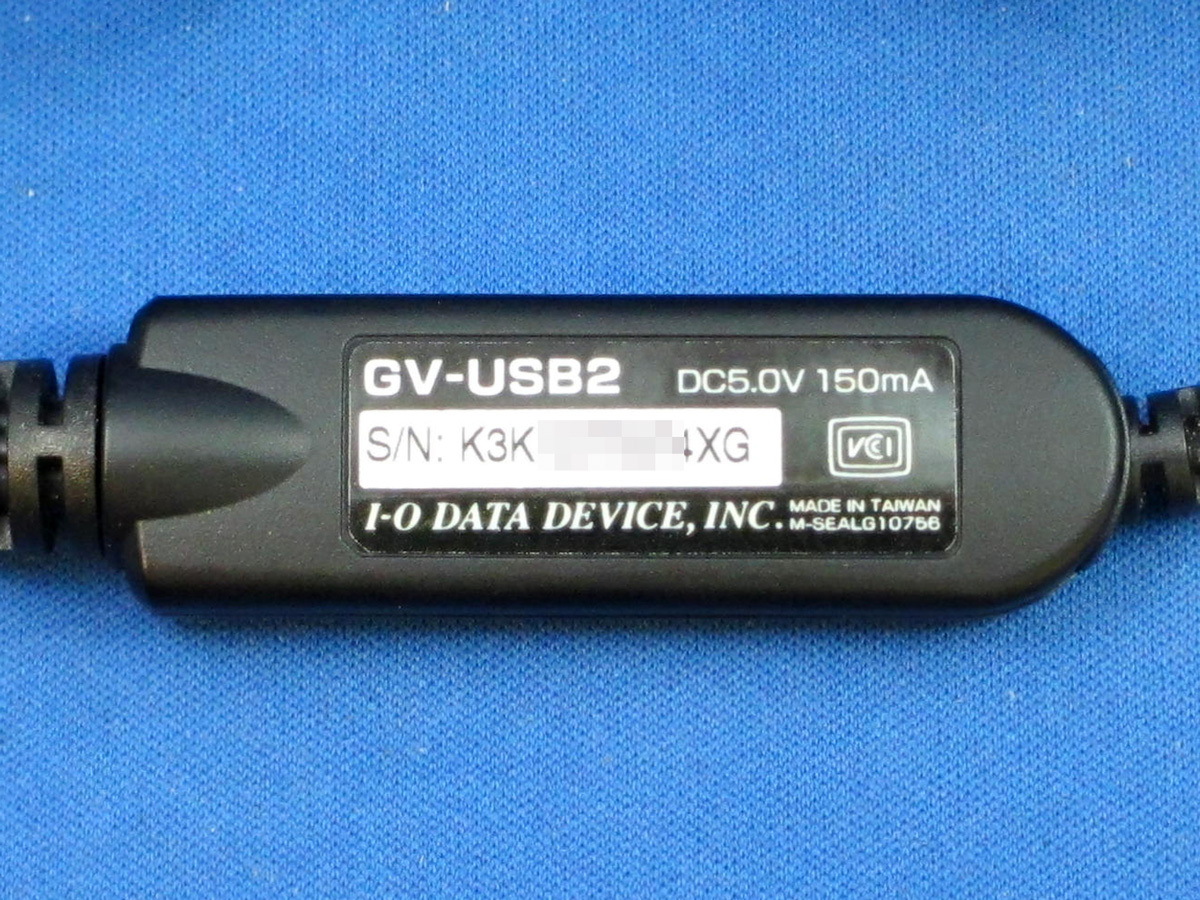 GV-USB2 DC5.0V 150mA
S/N: K3K 4XG
VCI
I-O DATA DEVICE, INC. MADE IN TAIWAN
M-SEALG10756